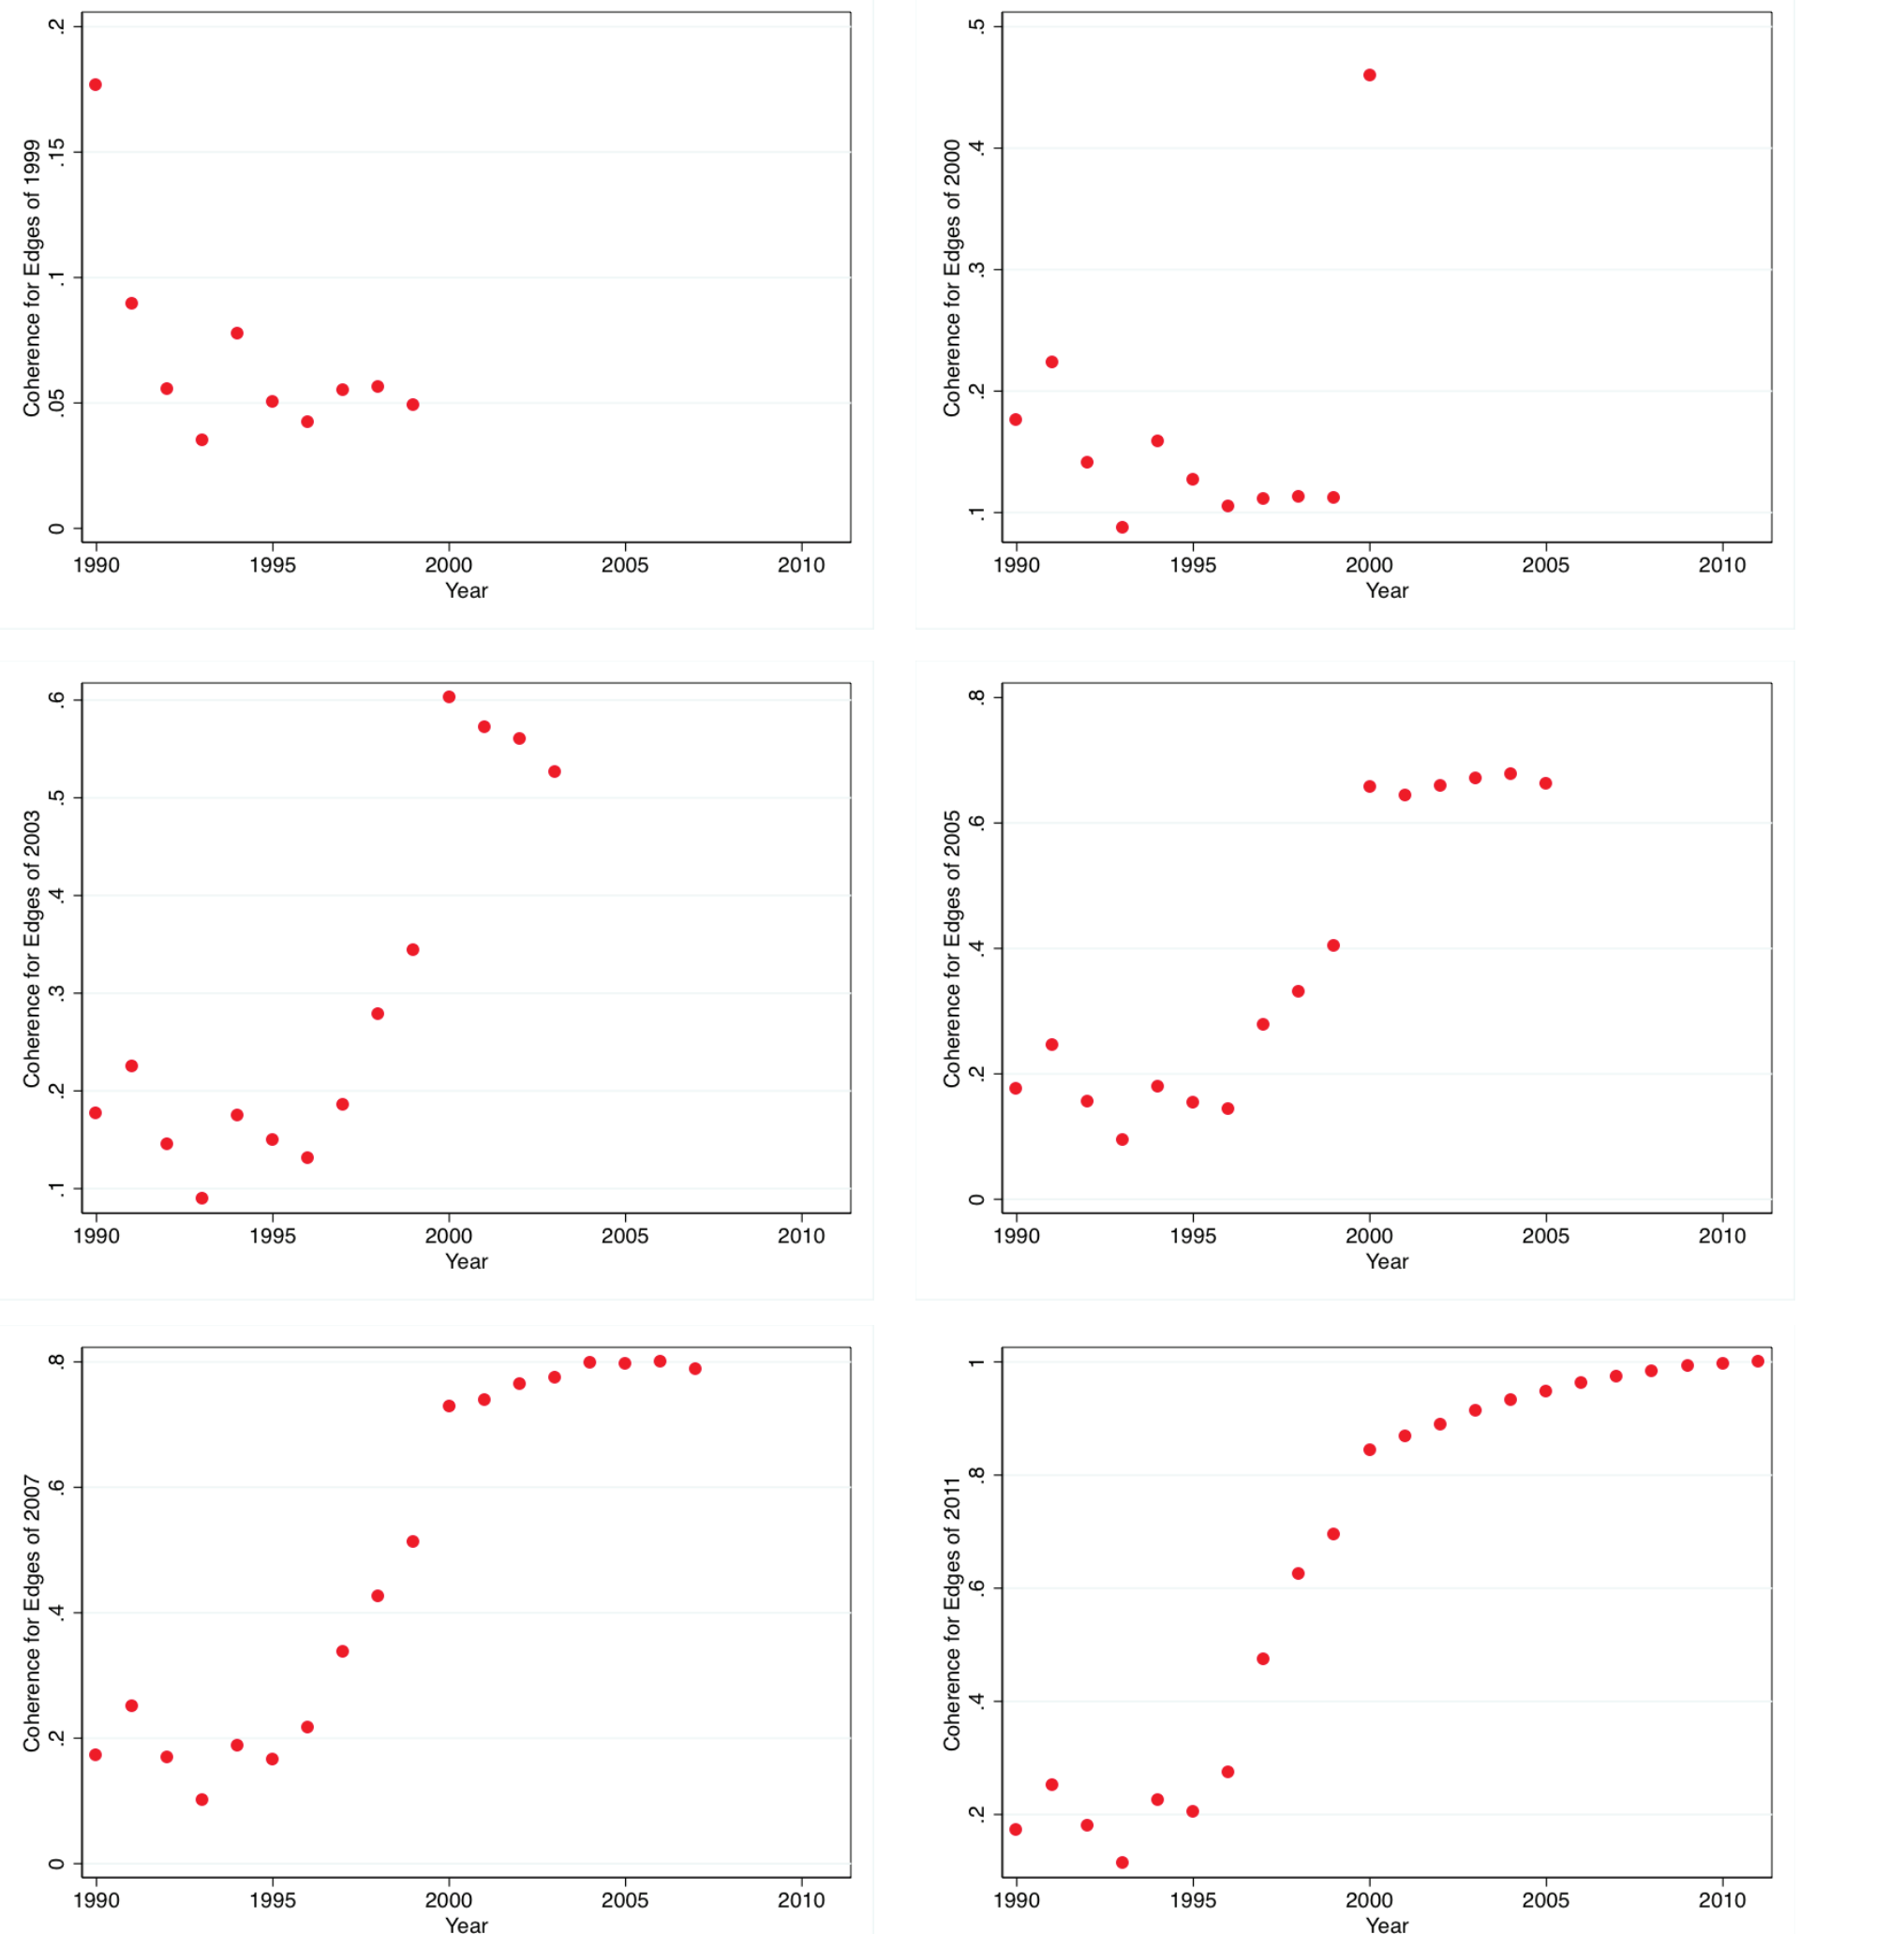 Coherence for Edges of 1999
.2
.15
.1
.05
0
1990 1995 2000 2005 2010
Year
Coherence for Edges of 2000
.5
.4
.3
.2
.1
1990 1995 2000 2005 2010
Year
Coherence for Edges of 2003
.6
.5
.4
.3
.2
.1
1990 1995 2000 2005 2010
Year
Coherence for Edges of 2005
.8
.6
.4
.2
0
1990 1995 2000 2005 2010
Year
Coherence for Edges of 2007
.8
.6
.4
.2
0
1990 1995 2000 2005 2010
Year
Coherence for Edges of 2011
1
.8
.6
.4
.2
1990 1995 2000 2005 2010
Year